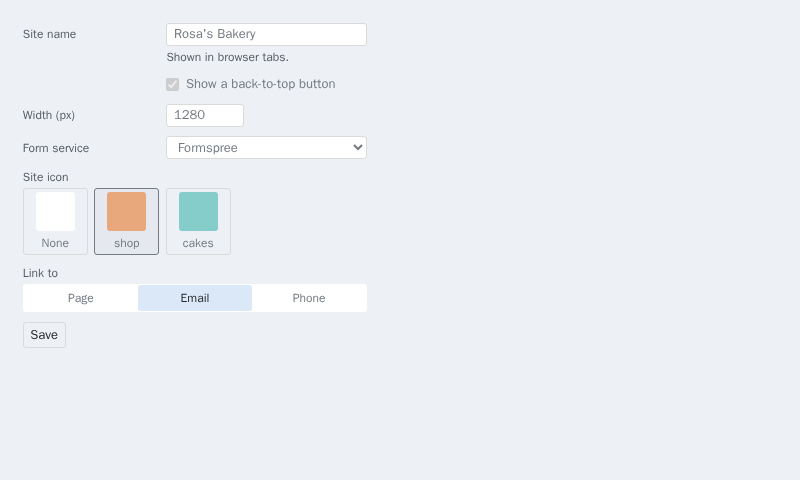 Site name
Rosa's Bakery
Shown in browser tabs.
Show a back-to-top button
Width (px)
1280
Form service
Formspree
Site icon
None
shop
cakes
Link to
Page
Email
Phone
Save